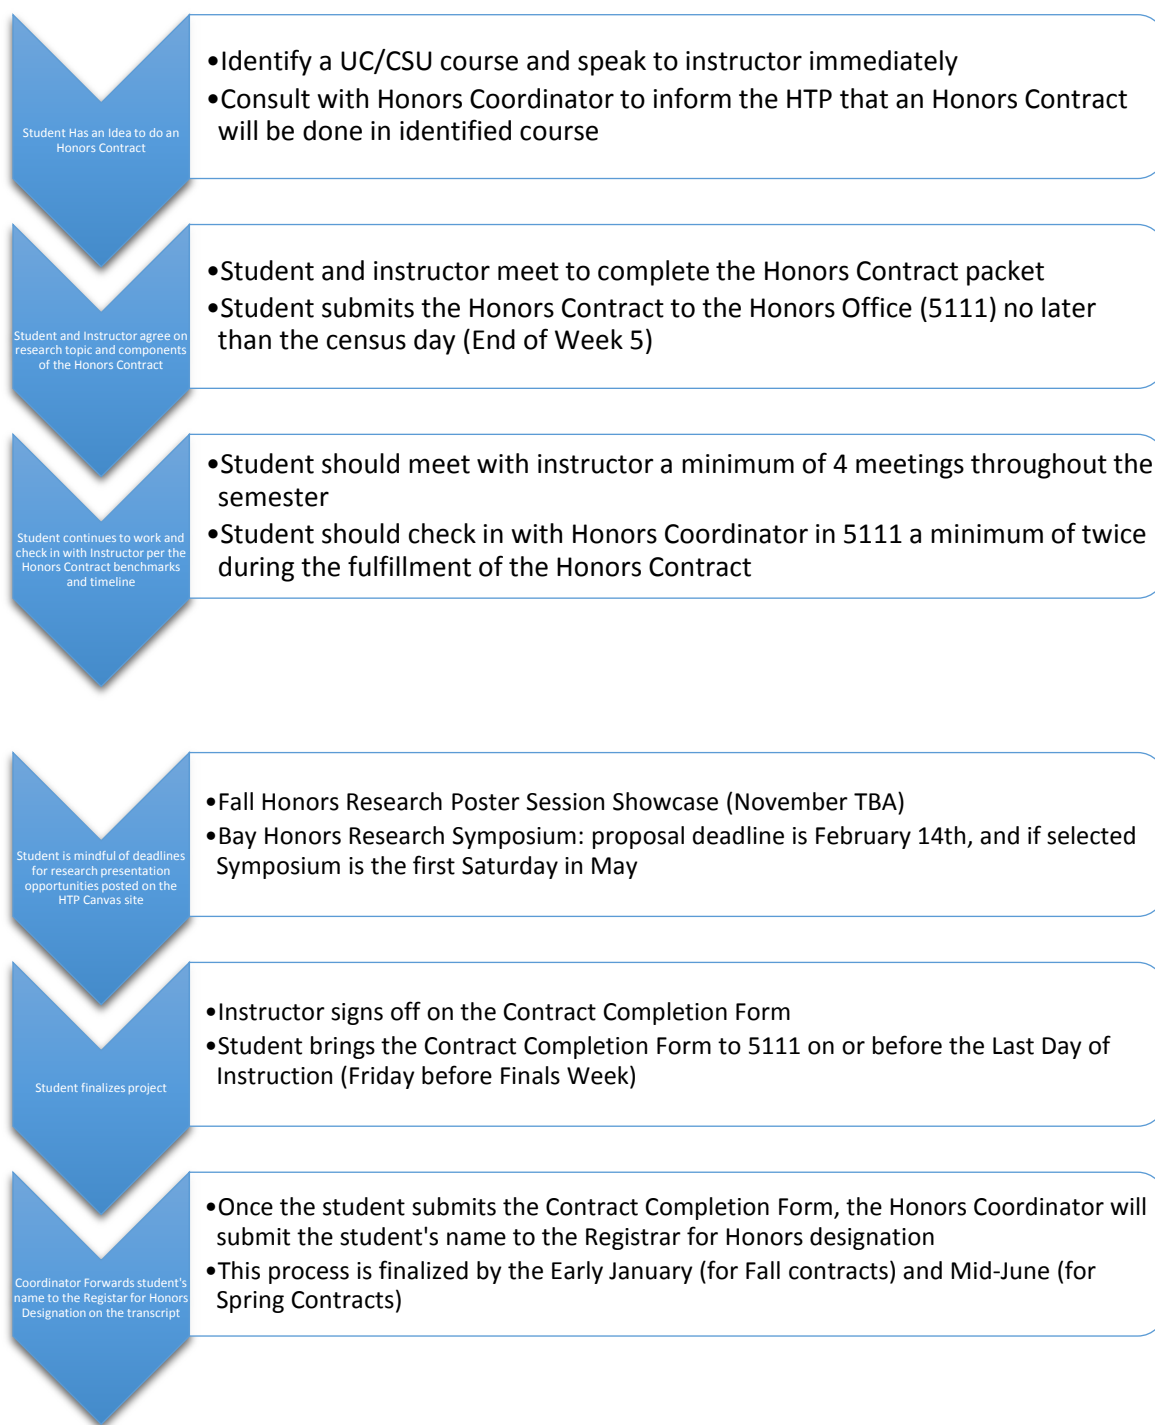 Student Has an Idea to do an
Honors Contract
•Identify a UC/CSU course and speak to instructor immediately
•Consult with Honors Coordinator to inform the HTP that an Honors Contract
will be done in identified course
Student and Instructor agree on
research topic and components
of the Honors Contract
•Student and instructor meet to complete the Honors Contract packet
•Student submits the Honors Contract to the Honors Office (5111) no later
than the census day (End of Week 5)
Student continues to work and
check in with Instructor per the
Honors Contract benchmarks
and timeline
•Student should meet with instructor a minimum of 4 meetings throughout the
semester
•Student should check in with Honors Coordinator in 5111 a minimum of twice
during the fulfillment of the Honors Contract
Student is mindful of deadlines
for research presentation
opportunities posted on the
HTP Canvas site
•Fall Honors Research Poster Session Showcase (November TBA)
•Bay Honors Research Symposium: proposal deadline is February 14th, and if selected
Symposium is the first Saturday in May
Student finalizes project
•Instructor signs off on the Contract Completion Form
•Student brings the Contract Completion Form to 5111 on or before the Last Day of
Instruction (Friday before Finals Week)
Coordinator Forwards student's
name to the Registar for Honors
Designation on the transcript
•Once the student submits the Contract Completion Form, the Honors Coordinator will
submit the student's name to the Registrar for Honors designation
•This process is finalized by the Early January (for Fall contracts) and Mid-June (for
Spring Contracts)